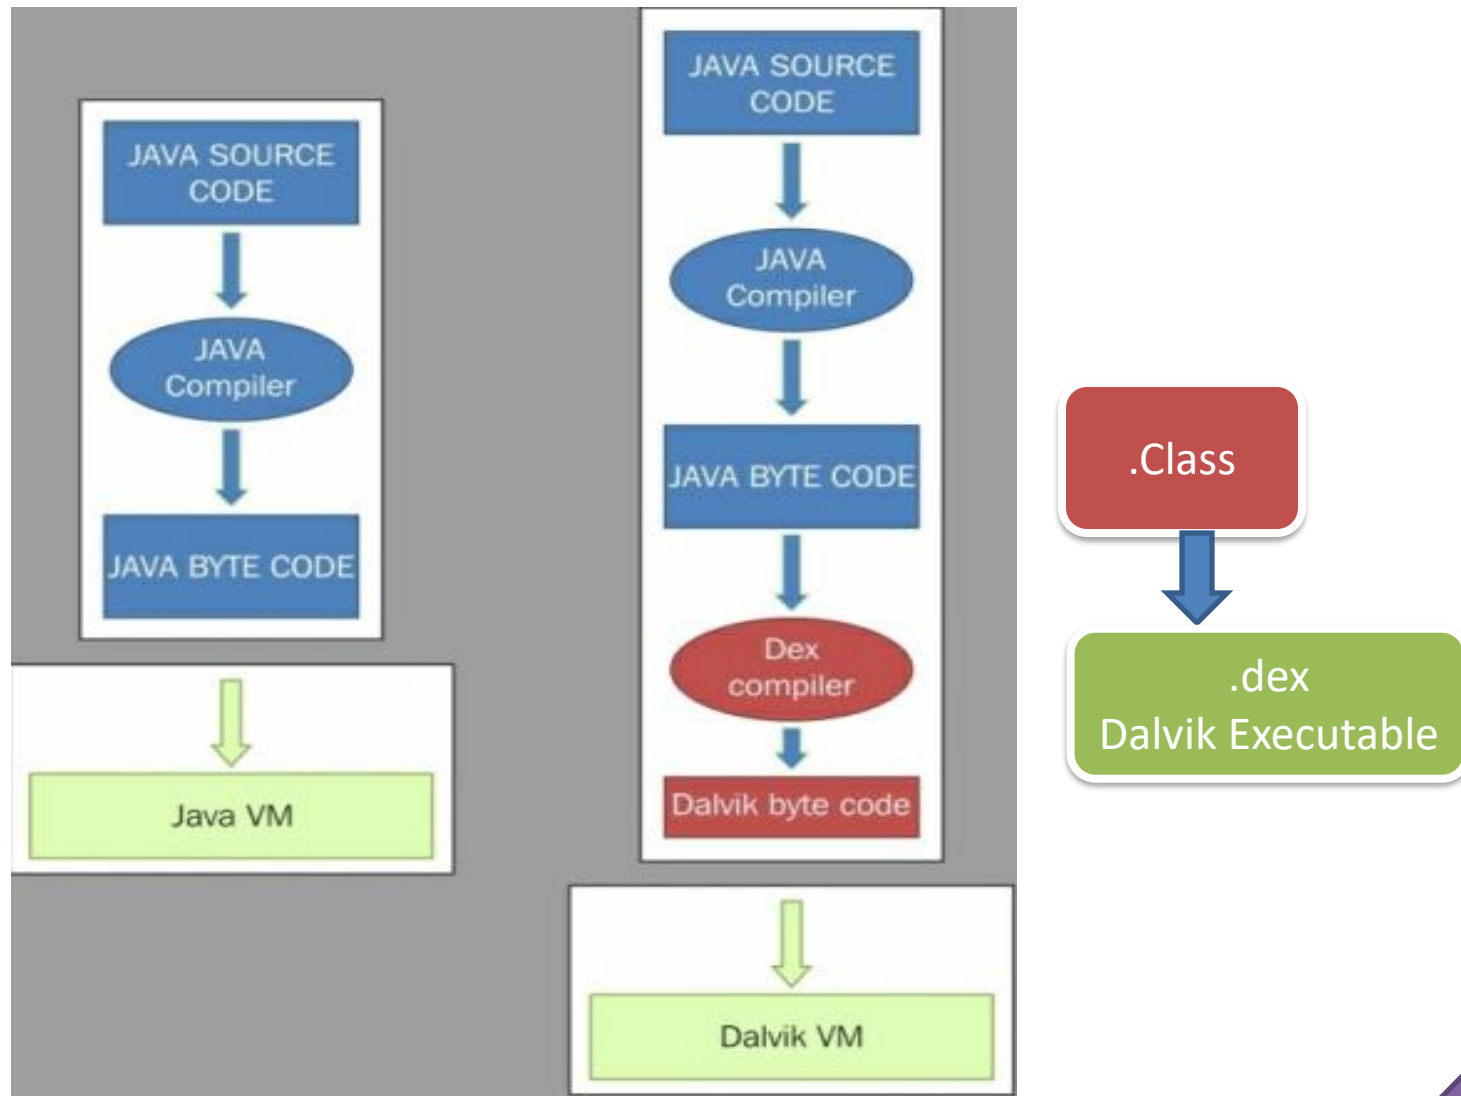 JAVA SOURCE
CODE
JAVA
Compiler
JAVA BYTE CODE
Java VM
JAVA SOURCE
CODE
JAVA
Compiler
JAVA BYTE CODE
Dex
compiler
Dalvik byte code
Dalvik VM
.Class
.dex
Dalvik Executable